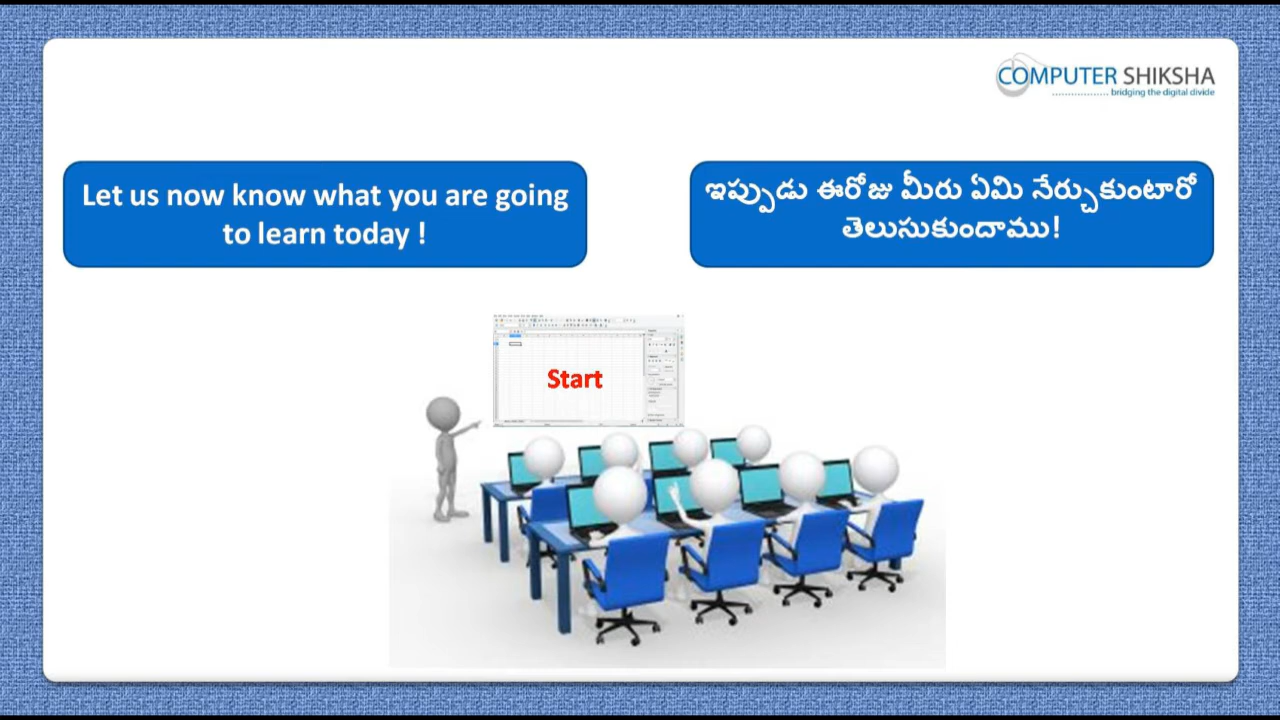 COMPUTER SHIKSHA
.................. bridging the digital divide
Let us now know what you are going
to learn today !
ఇప్పుడు ఈరోజు మీరు ఏమి నేర్చుకుంటారో
తెలుసుకుందాము!
Start